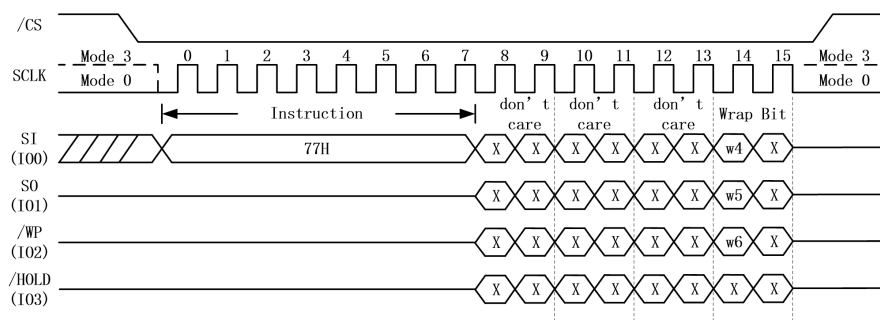 /CS
Mode 3 0 1 2 3 4 5 6 7 8 9 10 11 12 13 14 15 Mode 3
SCLK
Mode 0 Mode 0
Instruction
don't care
don't care
don't care
Wrap Bit
SI
(IO0)
77H X X X X X X w4 X
SO
(IO1)
X X X X X X w5 X
/WP
(IO2)
X X X X X X w6 X
/HOLD
(IO3)
X X X X X X X X